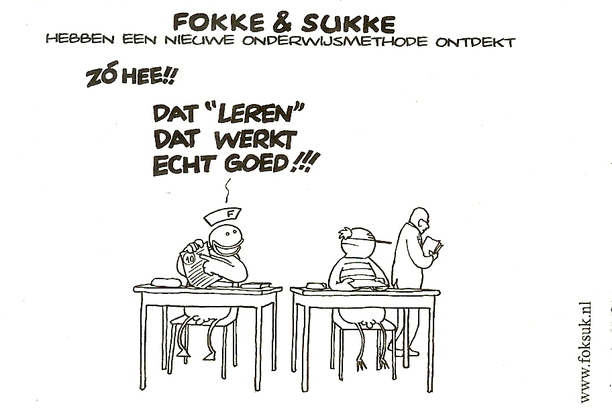 FOKKE & SUKKE
HEBBEN EEN NIEUWE ONDERWIJSMETHODE ONTDEKT
ZÓ HEE!!
DAT "LEREN"
DAT WERKT
ECHT GOED!!!
F
10
www.foksuk.nl